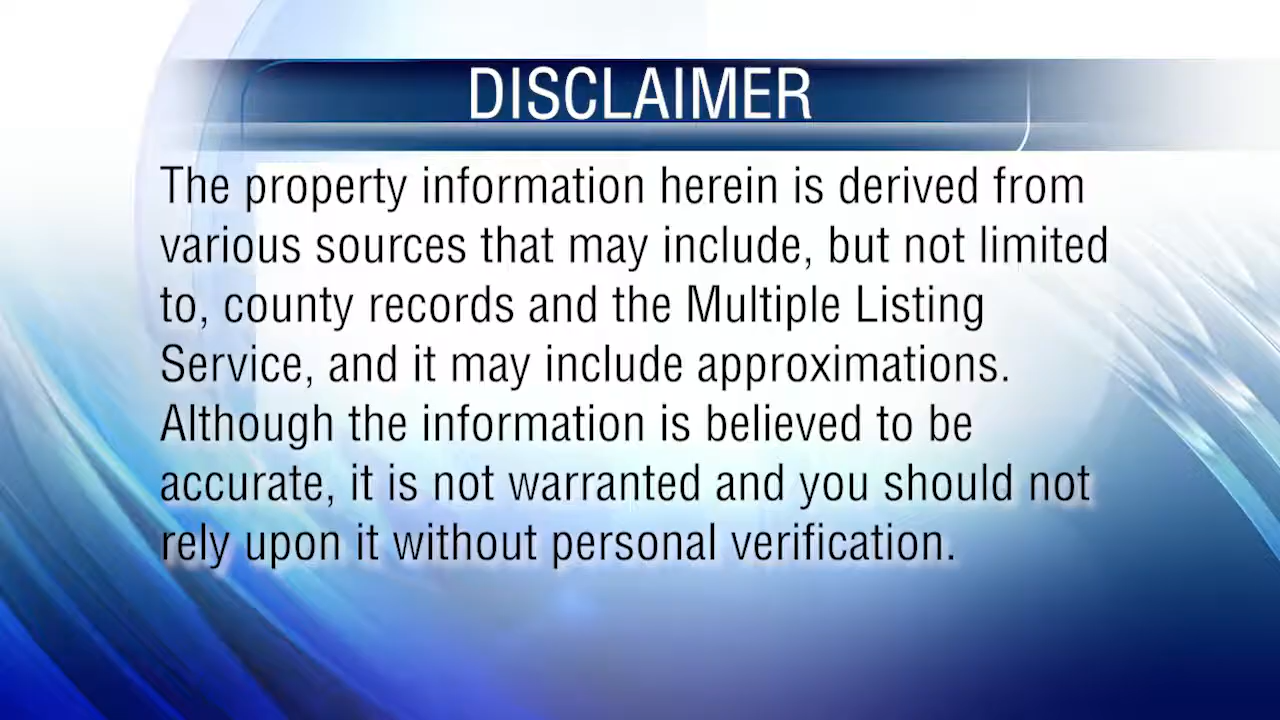 DISCLAIMER
The property information herein is derived from
various sources that may include, but not limited
to, county records and the Multiple Listing
Service, and it may include approximations.
Although the information is believed to be
accurate, it is not warranted and you should not
rely upon it without personal verification.